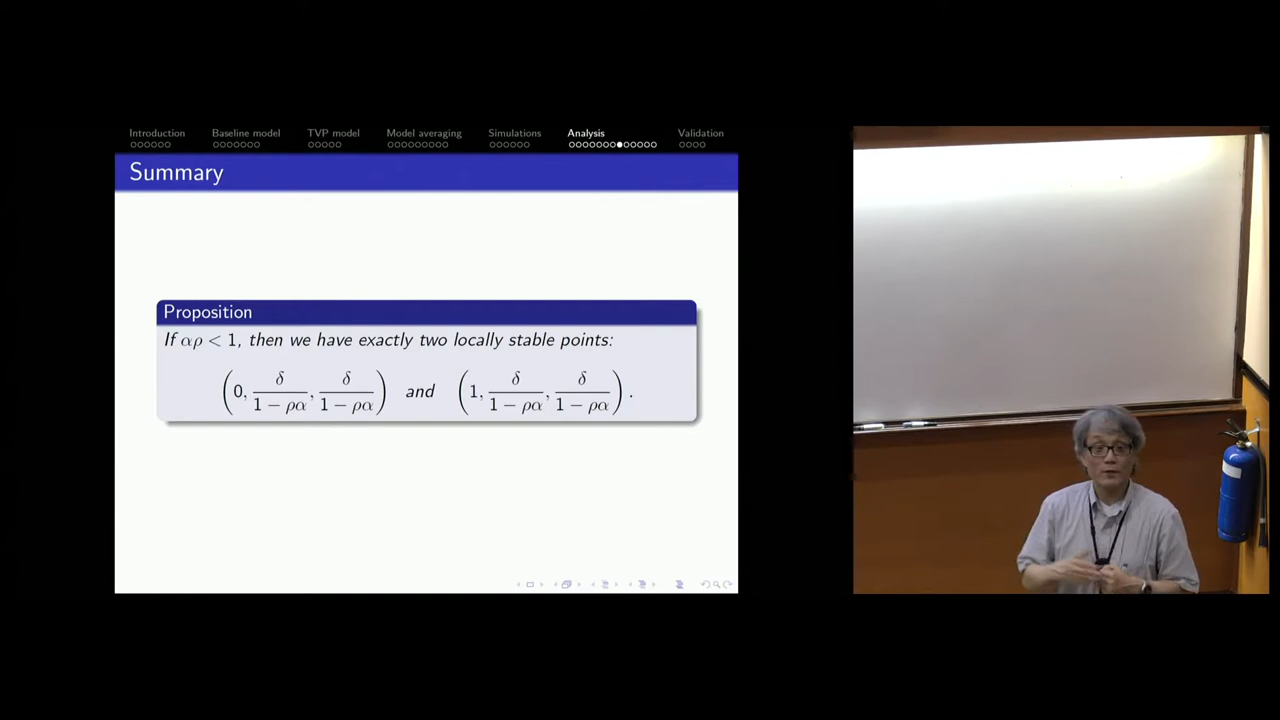 Introduction Baseline model TVP model Model averaging Simulations Analysis Validation
Summary
Proposition
If αρ < 1, then we have exactly two locally stable points:
(0, δ/(1 − ρα), δ/(1 − ρα)) and (1, δ/(1 − ρα), δ/(1 − ρα)).